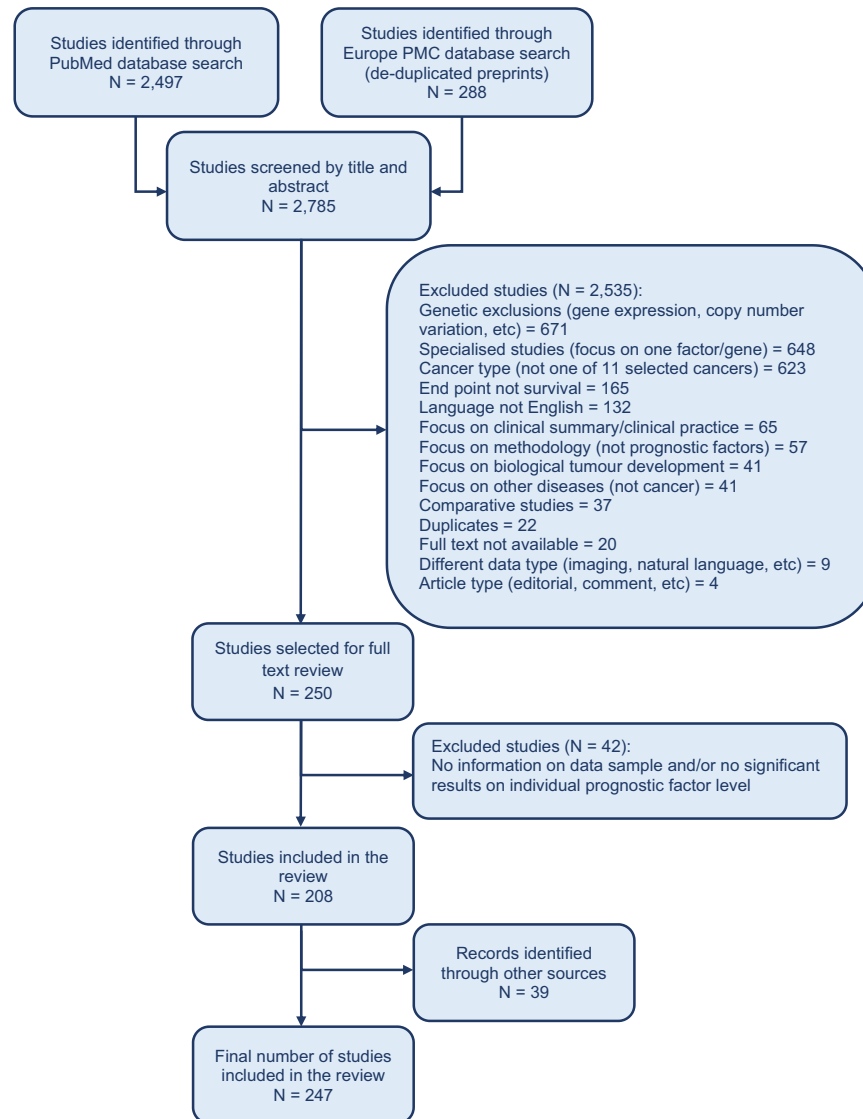 Studies identified through
PubMed database search
N = 2,497
Studies identified through
Europe PMC database search
(de-duplicated preprints)
N = 288
Studies screened by title and
abstract
N = 2,785
Excluded studies (N = 2,535):
Genetic exclusions (gene expression, copy number
variation, etc) = 671
Specialised studies (focus on one factor/gene) = 648
Cancer type (not one of 11 selected cancers) = 623
End point not survival = 165
Language not English = 132
Focus on clinical summary/clinical practice = 65
Focus on methodology (not prognostic factors) = 57
Focus on biological tumour development = 41
Focus on other diseases (not cancer) = 41
Comparative studies = 37
Duplicates = 22
Full text not available = 20
Different data type (imaging, natural language, etc) = 9
Article type (editorial, comment, etc) = 4
Studies selected for full
text review
N = 250
Excluded studies (N = 42):
No information on data sample and/or no significant
results on individual prognostic factor level
Studies included in the
review
N = 208
Records identified
through other sources
N = 39
Final number of studies
included in the review
N = 247